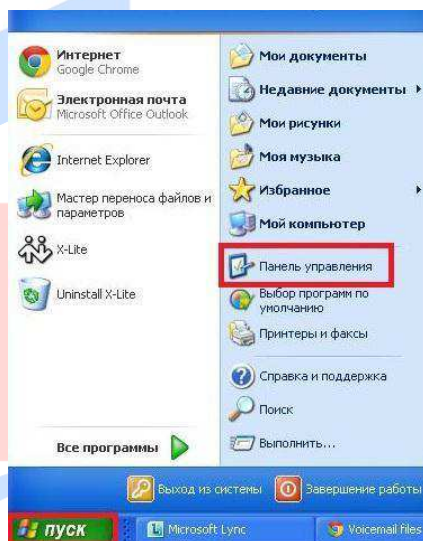 Интернет
Google Chrome
Электронная почта
Microsoft Office Outlook
Internet Explorer
Мастер переноса файлов и
параметров
X-Lite
Uninstall X-Lite
Все программы
Мои документы
Недавние документы
Мои рисунки
Моя музыка
Избранное
Мой компьютер
Панель управления
Выбор программ по
умолчанию
Принтеры и факсы
Справка и поддержка
Поиск
Выполнить...
Выход из системы
Завершение работы
пуск
Microsoft Lync
Voicemail files